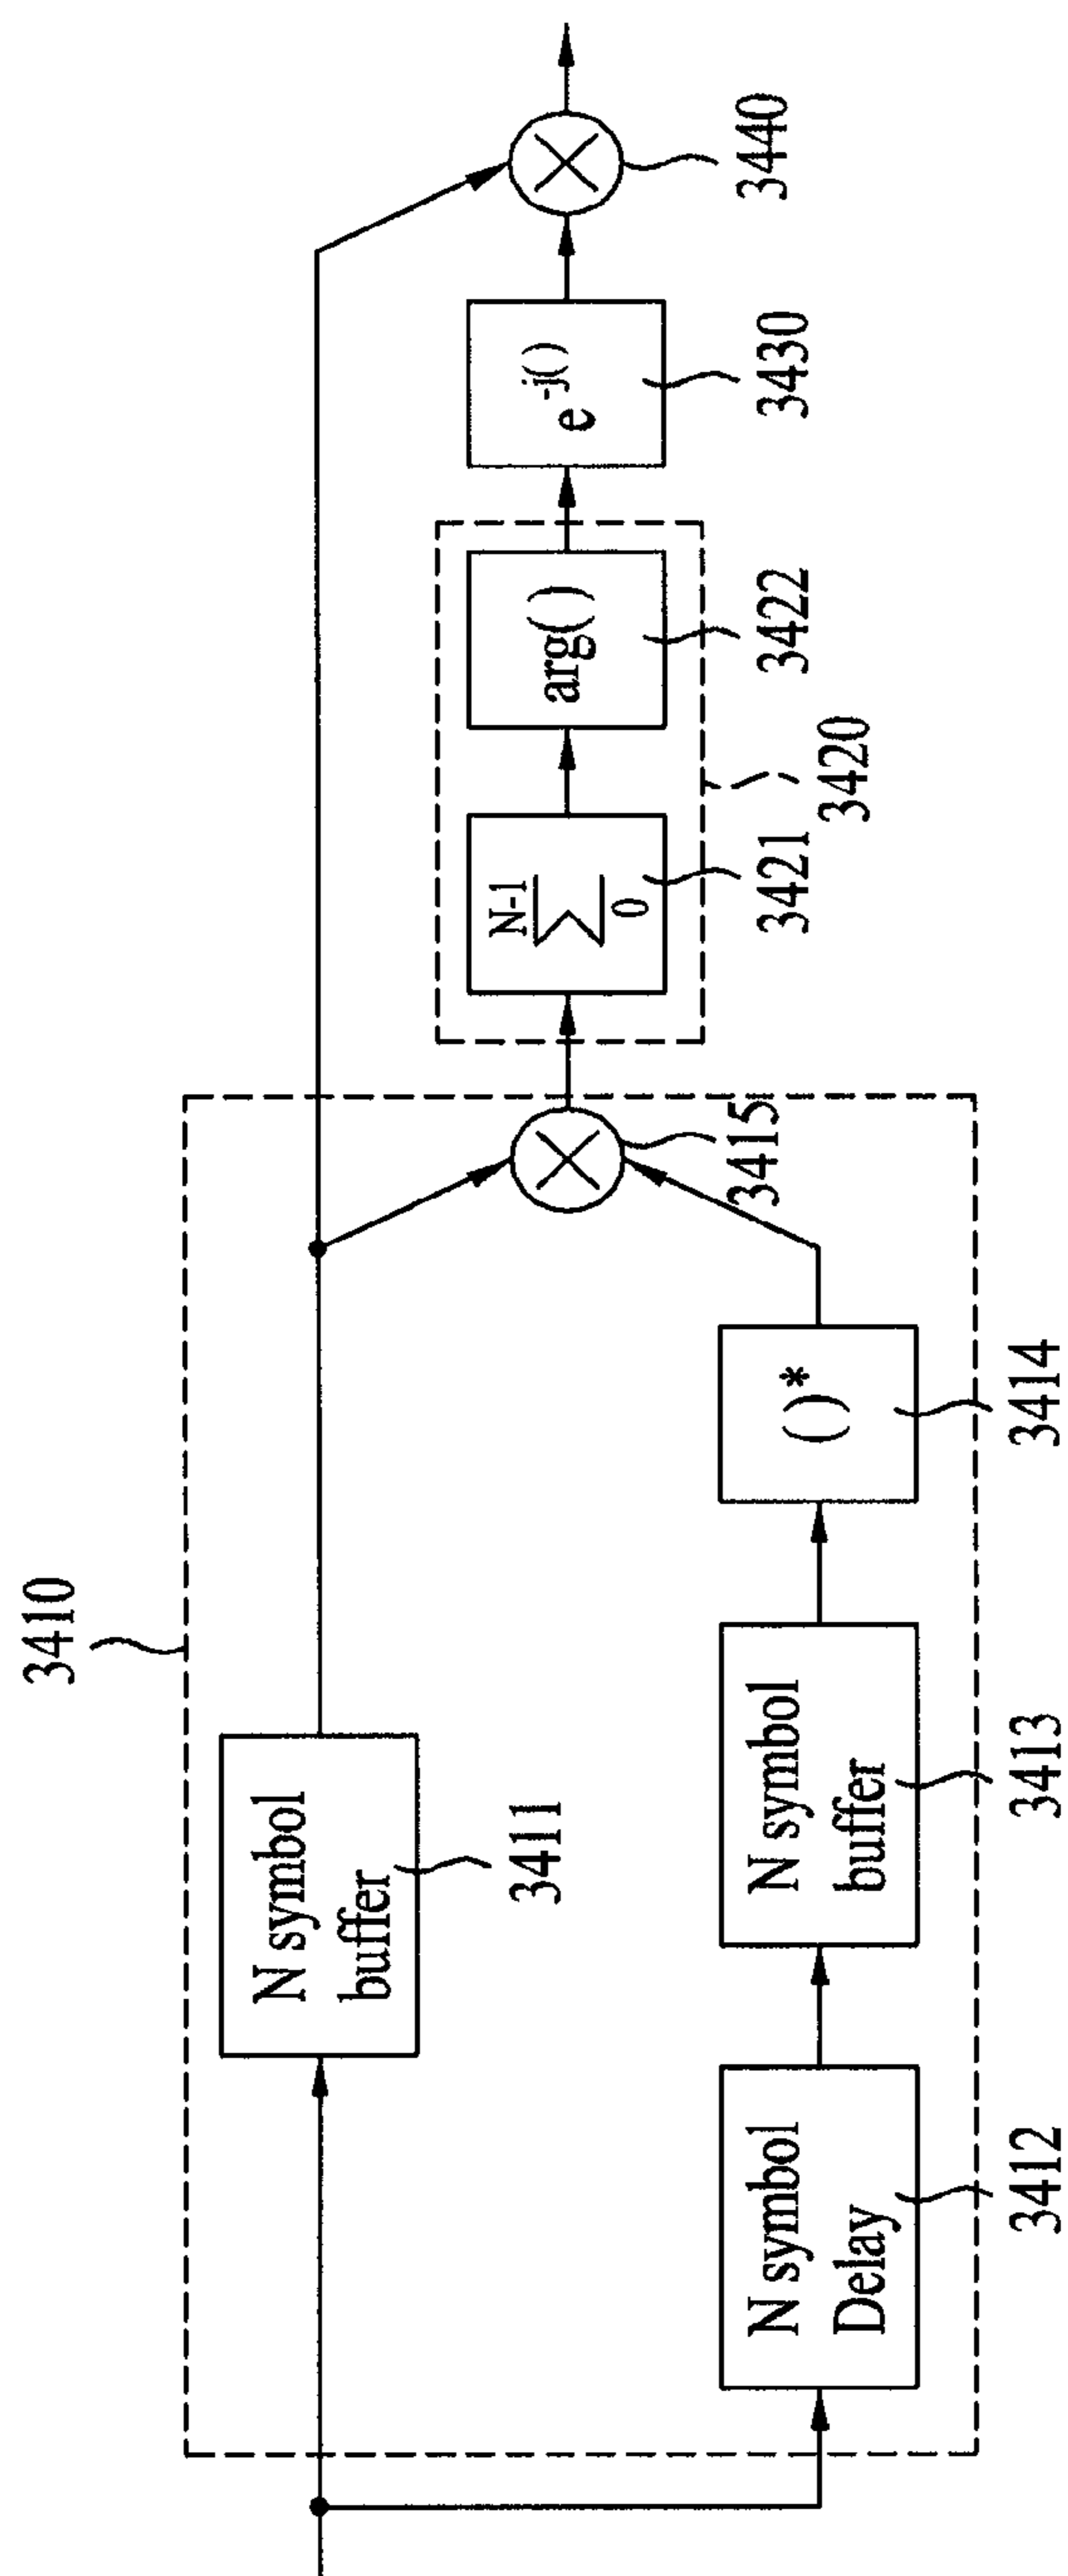 3410
N symbol
buffer
3411
N symbol
Delay
3412
N symbol
buffer
3413
( )*
3414
3415
N-1
∑
0
3421
arg( )
3422
3420
e-j( )
3430
3440